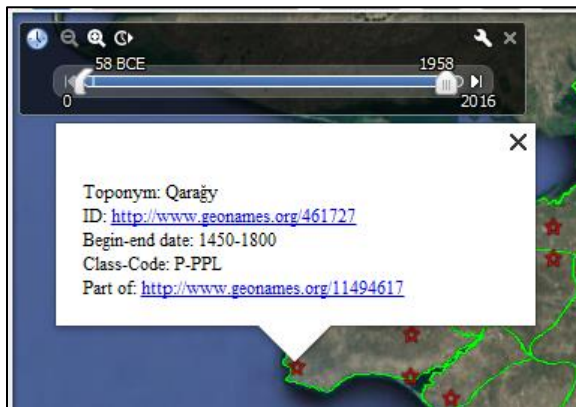 58 BCE 1958
0 2016
Toponym: Qarağy
ID: http://www.geonames.org/461727
Begin-end date: 1450-1800
Class-Code: P-PPL
Part of: http://www.geonames.org/11494617